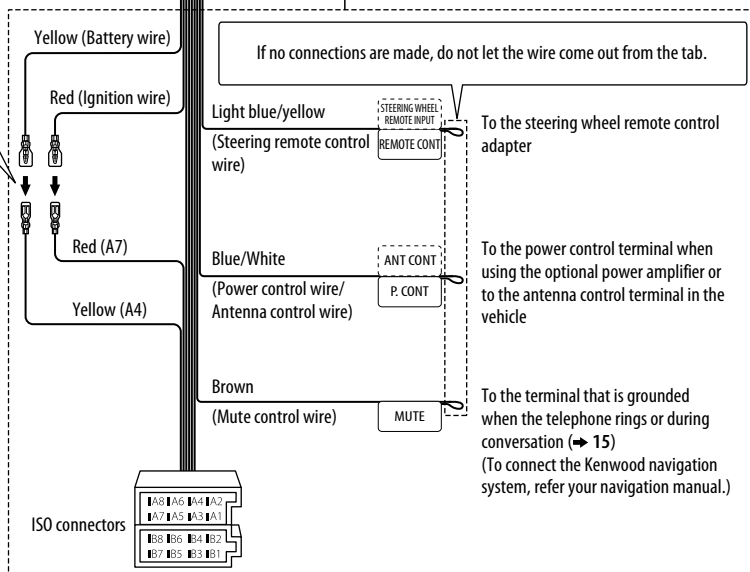 Yellow (Battery wire)
If no connections are made, do not let the wire come out from the tab.
Red (Ignition wire)
Light blue/yellow
(Steering remote control
wire)
STEERING WHEEL
REMOTE INPUT
REMOTE CONT
To the steering wheel remote control
adapter
Red (A7)
Yellow (A4)
Blue/White
(Power control wire/
Antenna control wire)
ANT CONT
P. CONT
To the power control terminal when
using the optional power amplifier or
to the antenna control terminal in the
vehicle
Brown
(Mute control wire)
MUTE
To the terminal that is grounded
when the telephone rings or during
conversation (➜ 15)
(To connect the Kenwood navigation
system, refer your navigation manual.)
ISO connectors
A8 A6 A4 A2
A7 A5 A3 A1
B8 B6 B4 B2
B7 B5 B3 B1